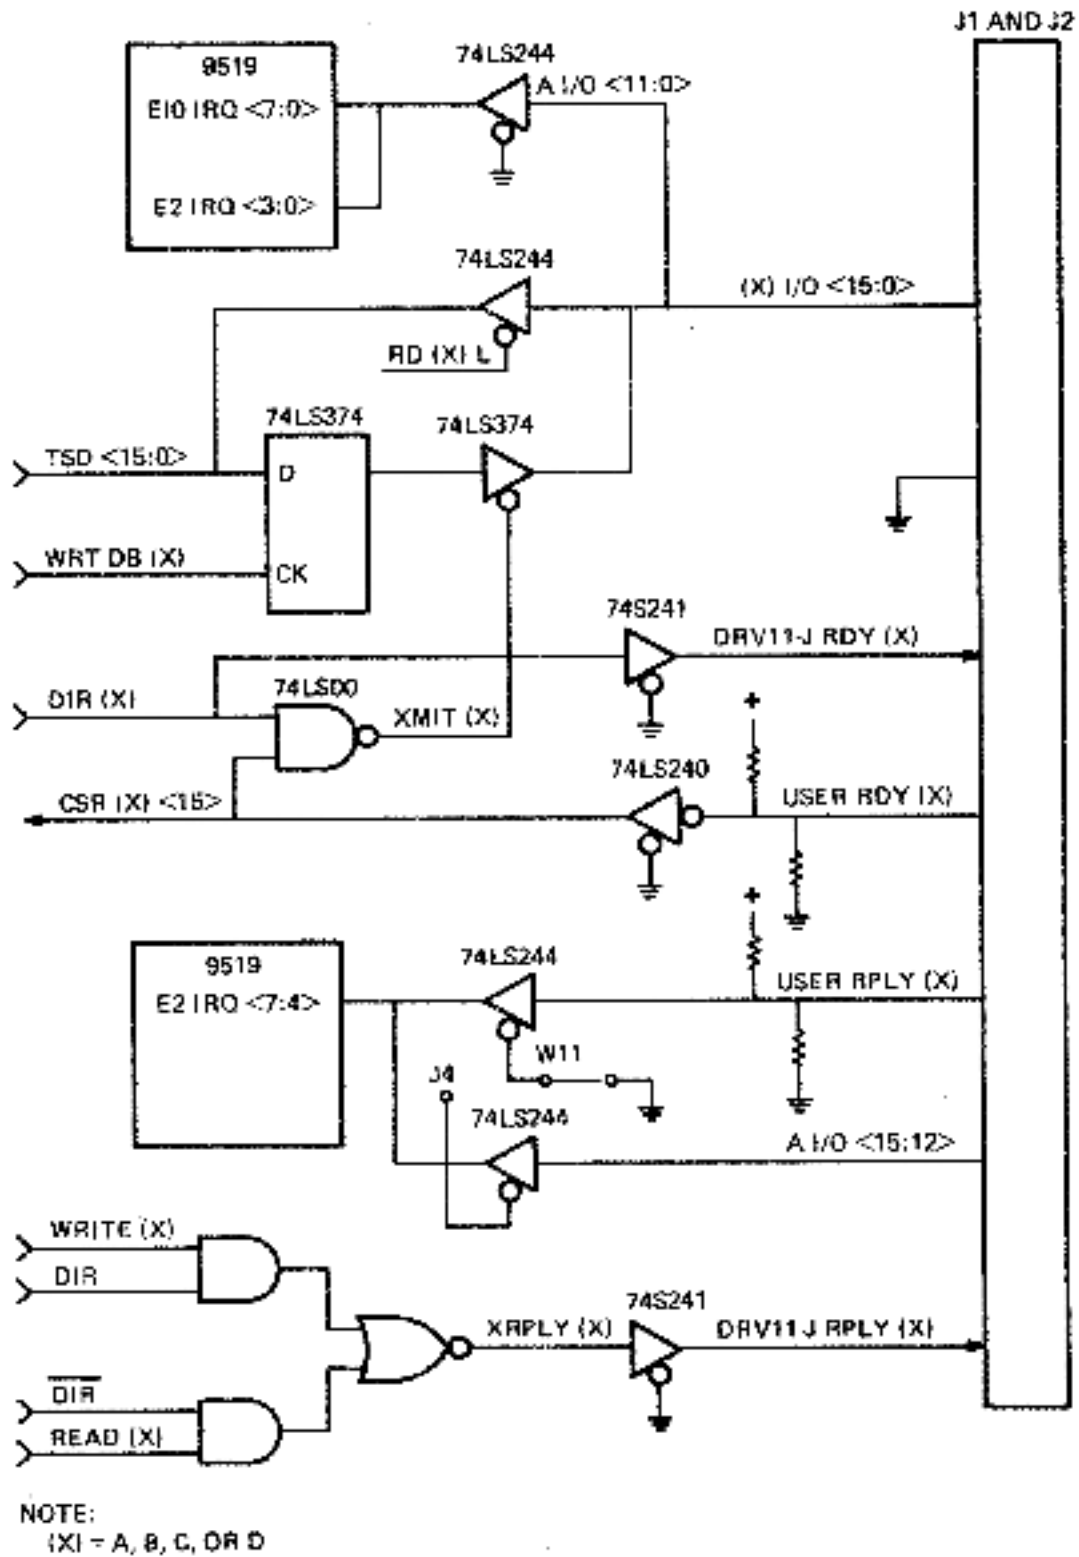 J1 AND J2
74LS244
9519
A I/O <11:0>
E10 IRQ <7:0>
E2 IRQ <3:0>
74LS244
(X) I/O <15:0>
RD (X) L
74LS374
74LS374
TSD <15:0>
D
WRT DB (X)
CK
74S241
DRV11-J RDY (X)
DIR (X)
74LS00
XMIT (X)
+
74LS240
CSR (X) <15>
USER RDY (X)
+
9519
74LS244
E2 IRQ <7:4>
USER RPLY (X)
W11
J4
74LS244
A I/O <15:12>
WRITE (X)
DIR
74S241
XRPLY (X)
DRV11-J RPLY (X)
DIR
READ (X)
NOTE:
(X) = A, B, C, OR D